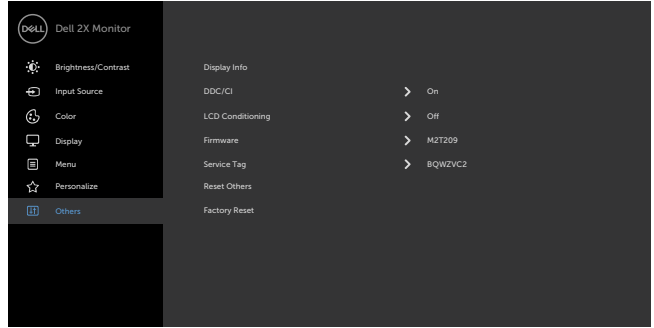 DELL Dell 2X Monitor
Brightness/Contrast
Input Source
Color
Display
Menu
Personalize
Others
Display Info
DDC/CI > On
LCD Conditioning > Off
Firmware > M2T209
Service Tag > BQWZVC2
Reset Others
Factory Reset